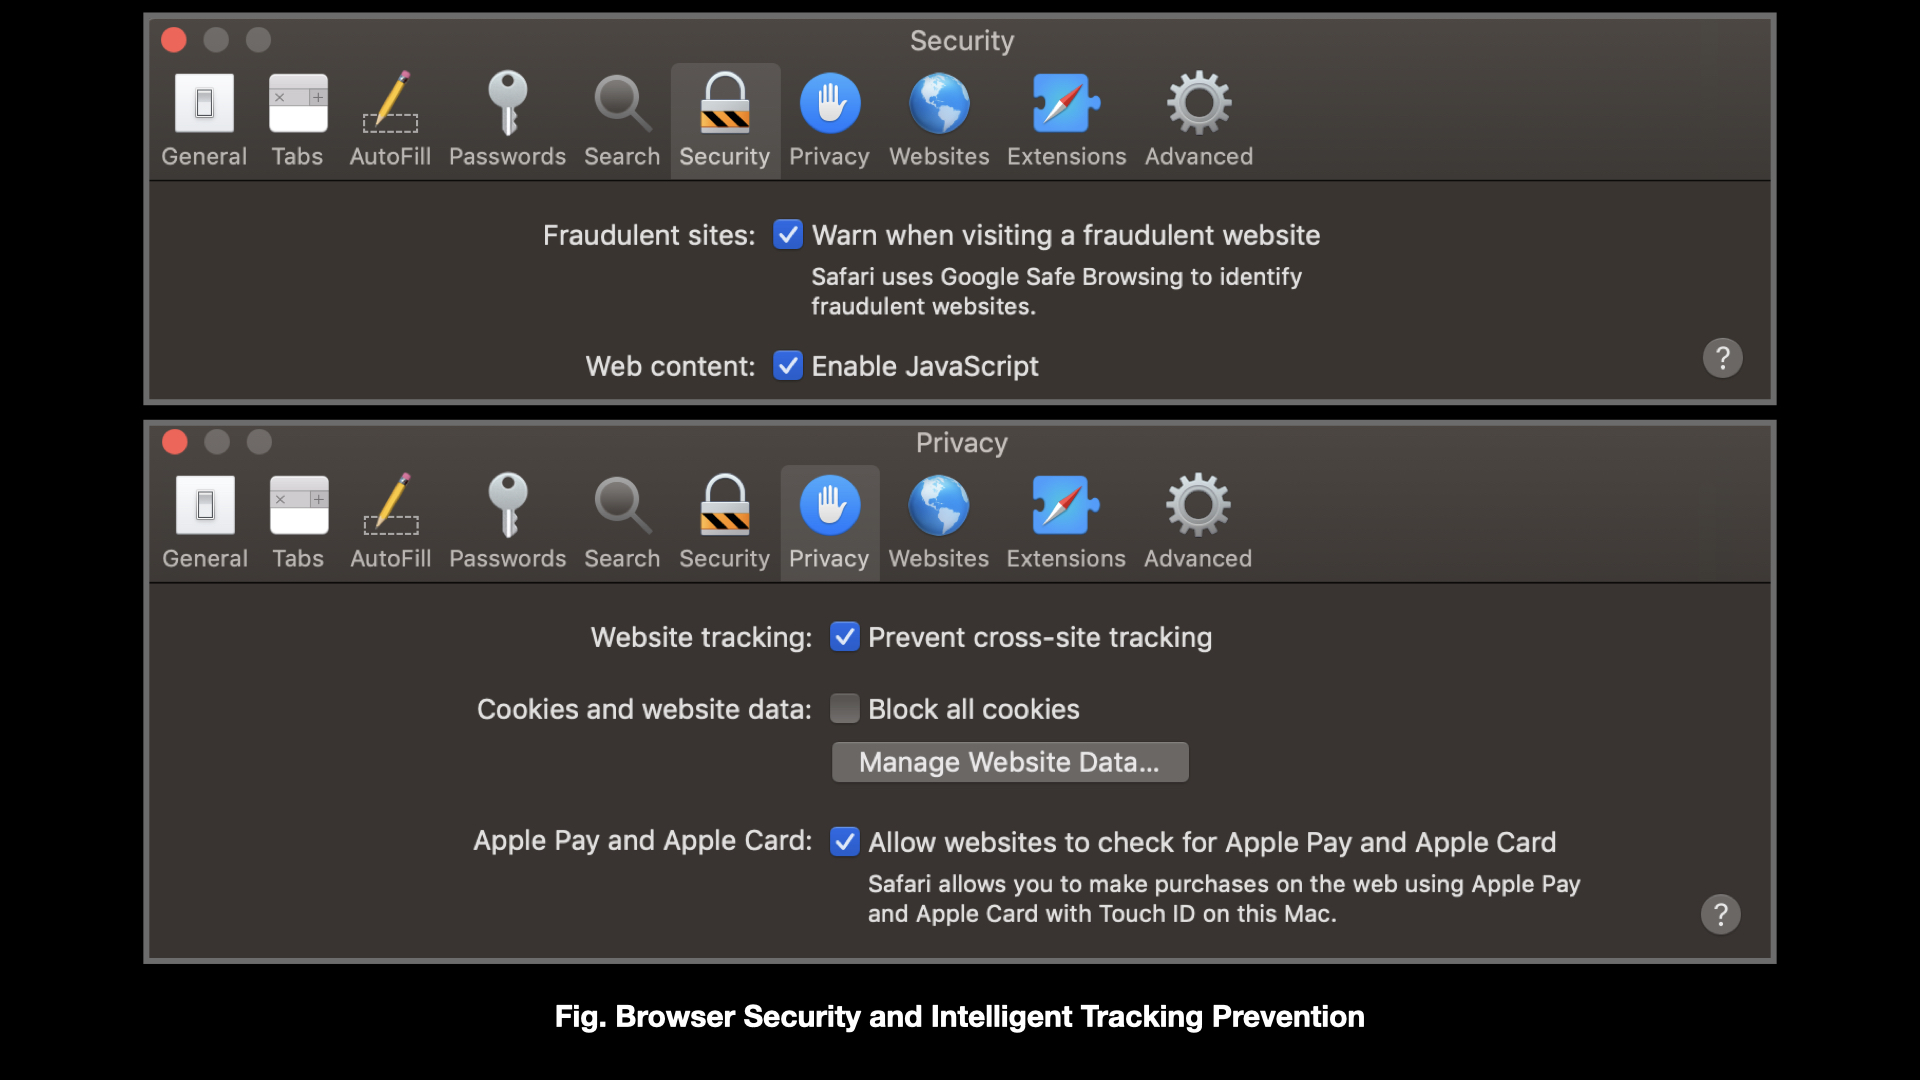 Security
General Tabs AutoFill Passwords Search Security Privacy Websites Extensions Advanced
Fraudulent sites: Warn when visiting a fraudulent website
Safari uses Google Safe Browsing to identify
fraudulent websites.
Web content: Enable JavaScript
?
Privacy
General Tabs AutoFill Passwords Search Security Privacy Websites Extensions Advanced
Website tracking: Prevent cross-site tracking
Cookies and website data: Block all cookies
Manage Website Data...
Apple Pay and Apple Card: Allow websites to check for Apple Pay and Apple Card
Safari allows you to make purchases on the web using Apple Pay
and Apple Card with Touch ID on this Mac.
?
Fig. Browser Security and Intelligent Tracking Prevention